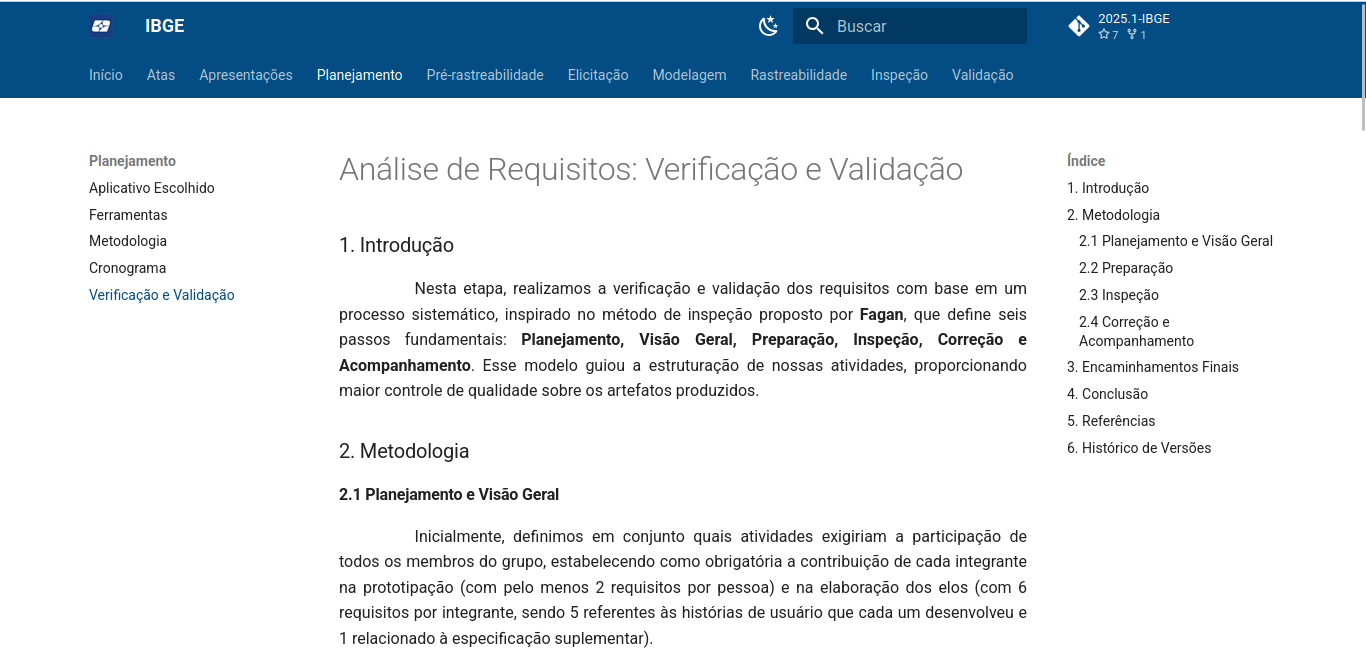 IBGE
Buscar
2025.1-IBGE
7 1
Início Atas Apresentações Planejamento Pré-rastreabilidade Elicitação Modelagem Rastreabilidade Inspeção Validação
Planejamento
Aplicativo Escolhido
Ferramentas
Metodologia
Cronograma
Verificação e Validação
Análise de Requisitos: Verificação e Validação
1. Introdução
Nesta etapa, realizamos a verificação e validação dos requisitos com base em um
processo sistemático, inspirado no método de inspeção proposto por Fagan, que define seis
passos fundamentais: Planejamento, Visão Geral, Preparação, Inspeção, Correção e
Acompanhamento. Esse modelo guiou a estruturação de nossas atividades, proporcionando
maior controle de qualidade sobre os artefatos produzidos.
2. Metodologia
2.1 Planejamento e Visão Geral
Inicialmente, definimos em conjunto quais atividades exigiriam a participação de
todos os membros do grupo, estabelecendo como obrigatória a contribuição de cada integrante
na prototipação (com pelo menos 2 requisitos por pessoa) e na elaboração dos elos (com 6
requisitos por integrante, sendo 5 referentes às histórias de usuário que cada um desenvolveu e
1 relacionado à especificação suplementar).
Índice
1. Introdução
2. Metodologia
2.1 Planejamento e Visão Geral
2.2 Preparação
2.3 Inspeção
2.4 Correção e
Acompanhamento
3. Encaminhamentos Finais
4. Conclusão
5. Referências
6. Histórico de Versões